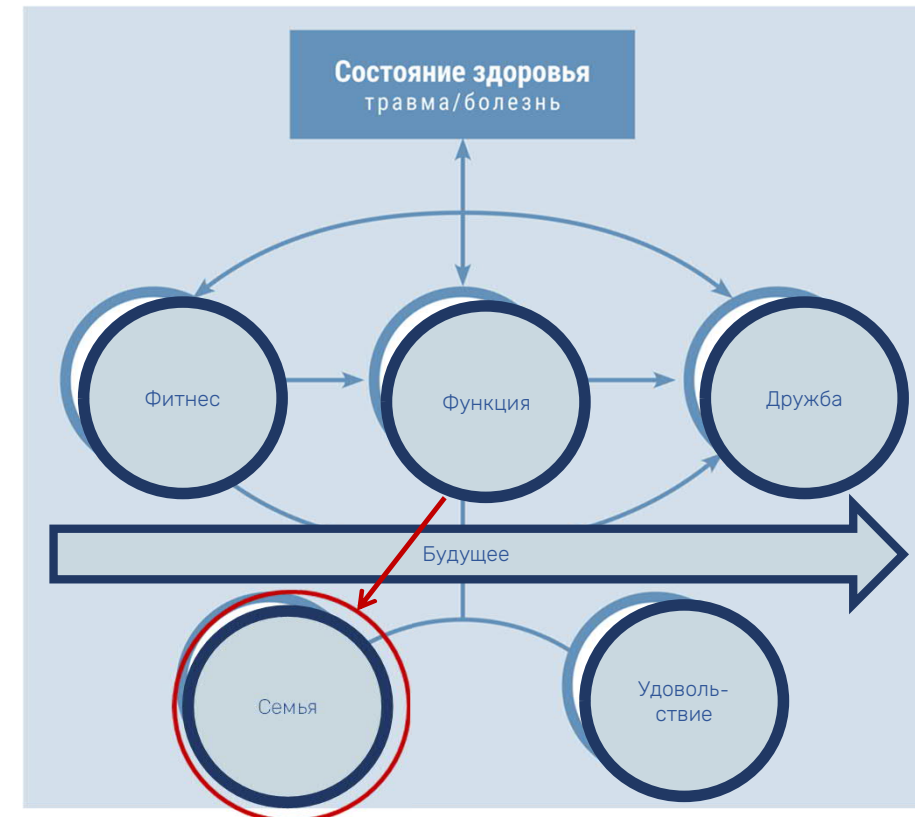 Состояние здоровья
травма/болезнь
Фитнес
Функция
Дружба
Будущее
Семья
Удоволь-
ствие